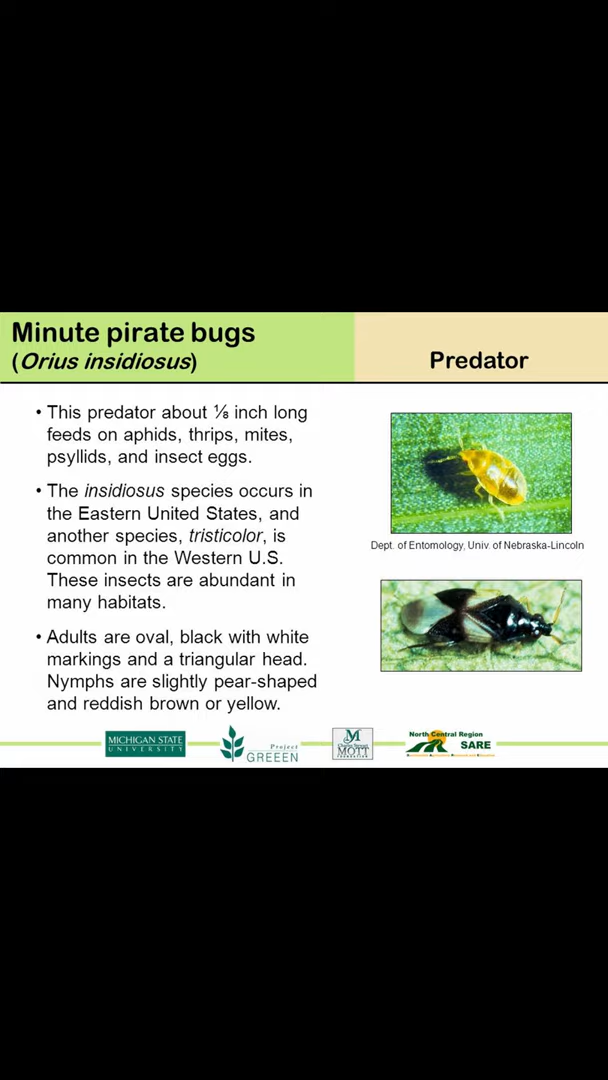 Minute pirate bugs
(Orius insidiosus)
Predator
• This predator about ⅛ inch long
feeds on aphids, thrips, mites,
psyllids, and insect eggs.
• The insidiosus species occurs in
the Eastern United States, and
another species, tristicolor, is
common in the Western U.S.
These insects are abundant in
many habitats.
• Adults are oval, black with white
markings and a triangular head.
Nymphs are slightly pear-shaped
and reddish brown or yellow.
Dept. of Entomology, Univ. of Nebraska-Lincoln
MICHIGAN STATE
UNIVERSITY
Project
GREEEN
MOTT
North Central Region
SARE